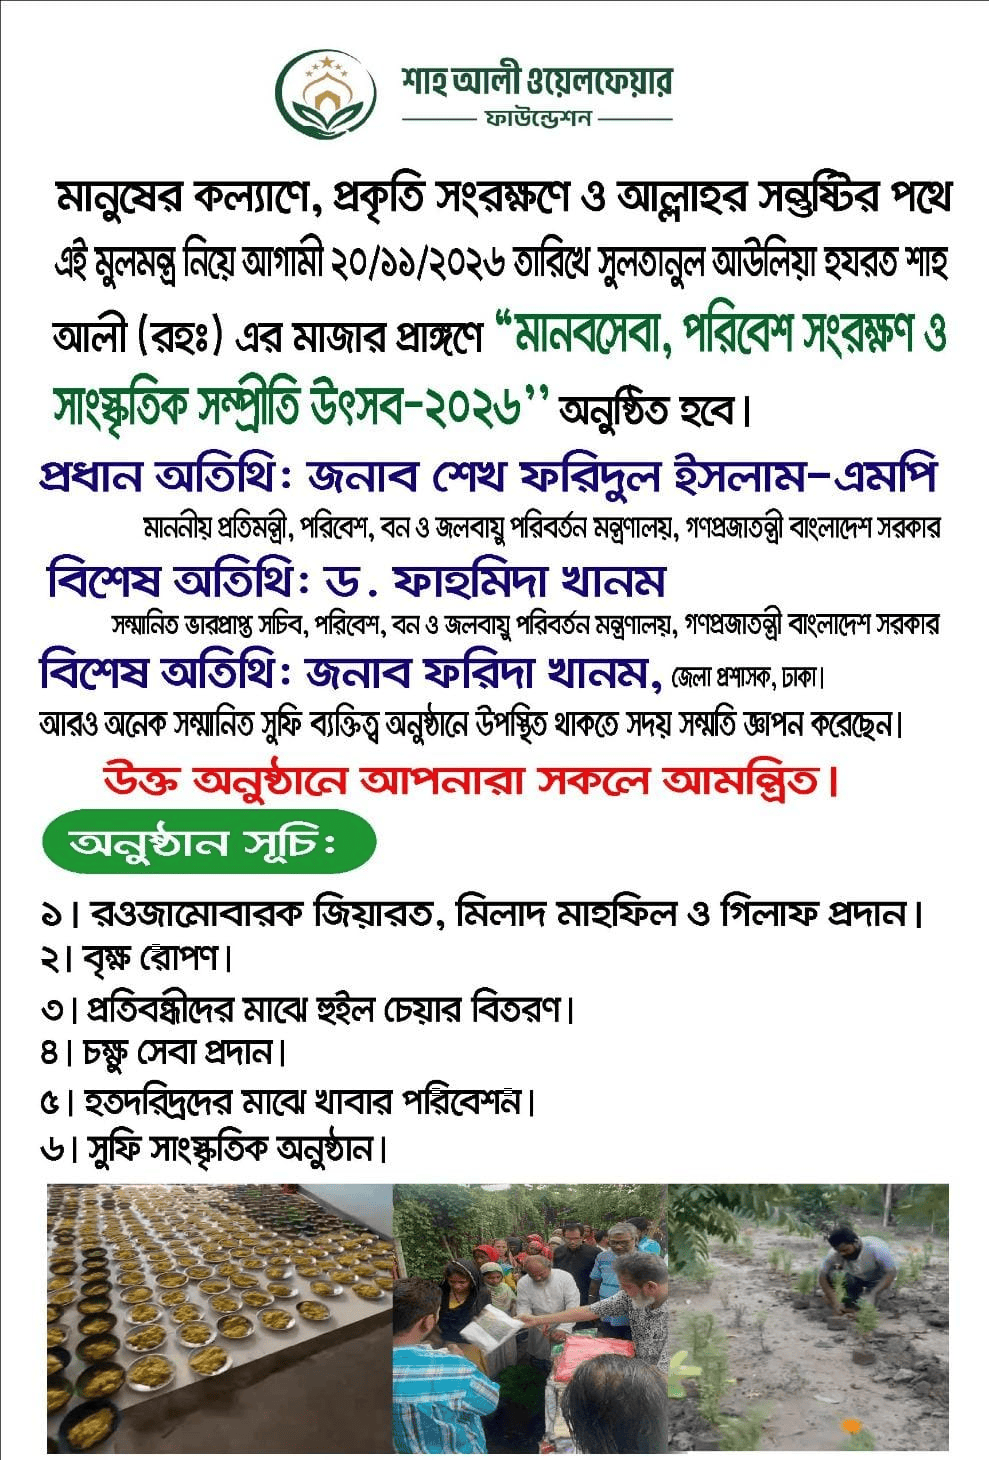 শাহ আলী ওয়েলফেয়ার
ফাউন্ডেশন
মানুষের কল্যাণে, প্রকৃতি সংরক্ষণে ও আল্লাহর সন্তুষ্টির পথে
এই মুলমন্ত্র নিয়ে আগামী ২০/১১/২০২৬ তারিখে সুলতানুল আউলিয়া হযরত শাহ
আলী (রহঃ) এর মাজার প্রাঙ্গণে “মানবসেবা, পরিবেশ সংরক্ষণ ও
সাংস্কৃতিক সম্প্রীতি উৎসব-২০২৬’’ অনুষ্ঠিত হবে।
প্রধান অতিথি: জনাব শেখ ফরিদুল ইসলাম-এমপি
মাননীয় প্রতিমন্ত্রী, পরিবেশ, বন ও জলবায়ু পরিবর্তন মন্ত্রণালয়, গণপ্রজাতন্ত্রী বাংলাদেশ সরকার
বিশেষ অতিথি: ড. ফাহমিদা খানম
সম্মানিত ভারপ্রাপ্ত সচিব, পরিবেশ, বন ও জলবায়ু পরিবর্তন মন্ত্রণালয়, গণপ্রজাতন্ত্রী বাংলাদেশ সরকার
বিশেষ অতিথি: জনাব ফরিদা খানম, জেলা প্রশাসক, ঢাকা।
আরও অনেক সম্মানিত সুফি ব্যক্তিত্ব অনুষ্ঠানে উপস্থিত থাকতে সদয় সম্মতি জ্ঞাপন করেছেন।
উক্ত অনুষ্ঠানে আপনারা সকলে আমন্ত্রিত।
অনুষ্ঠান সূচি:
১। রওজামোবারক জিয়ারত, মিলাদ মাহফিল ও গিলাফ প্রদান।
২। বৃক্ষ রোপণ।
৩। প্রতিবন্ধীদের মাঝে হুইল চেয়ার বিতরণ।
৪। চক্ষু সেবা প্রদান।
৫। হতদরিদ্রদের মাঝে খাবার পরিবেশন।
৬। সুফি সাংস্কৃতিক অনুষ্ঠান।